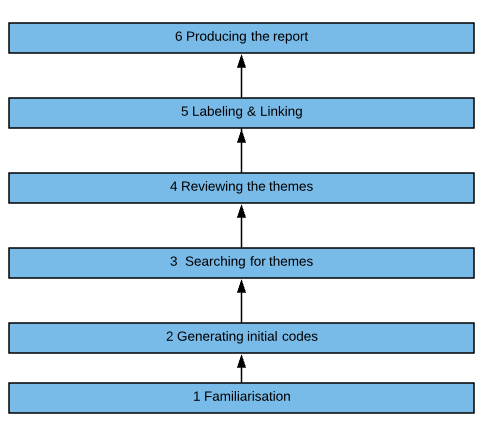 6 Producing the report
5 Labeling & Linking
4 Reviewing the themes
3  Searching for themes
2 Generating initial codes
1 Familiarisation